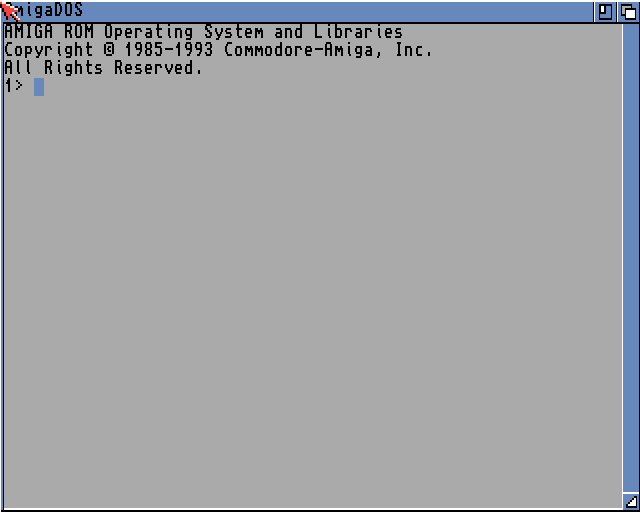 AmigaDOS
AMIGA ROM Operating System and Libraries
Copyright © 1985-1993 Commodore-Amiga, Inc.
All Rights Reserved.
1>